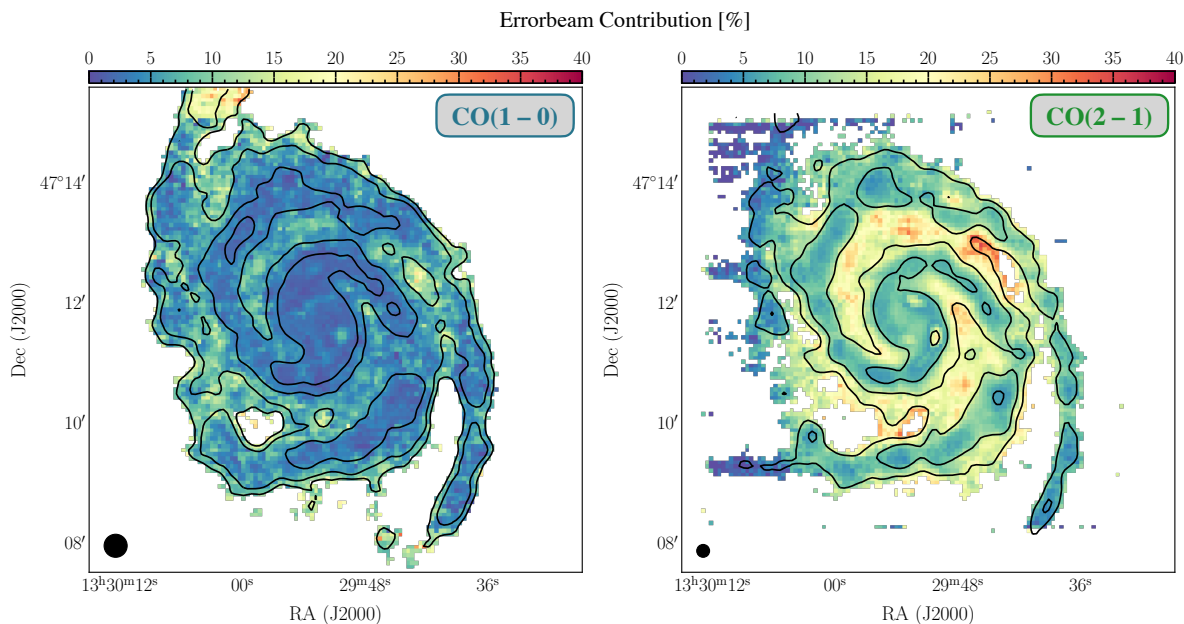 Errorbeam Contribution [%]
0 5 10 15 20 25 30 35 40
0 5 10 15 20 25 30 35 40
CO(1 – 0)
CO(2 – 1)
47°14′
12′
10′
08′
Dec (J2000)
13ʰ30ᵐ12ˢ 00ˢ 29ᵐ48ˢ 36ˢ
RA (J2000)
47°14′
12′
10′
08′
Dec (J2000)
13ʰ30ᵐ12ˢ 00ˢ 29ᵐ48ˢ 36ˢ
RA (J2000)